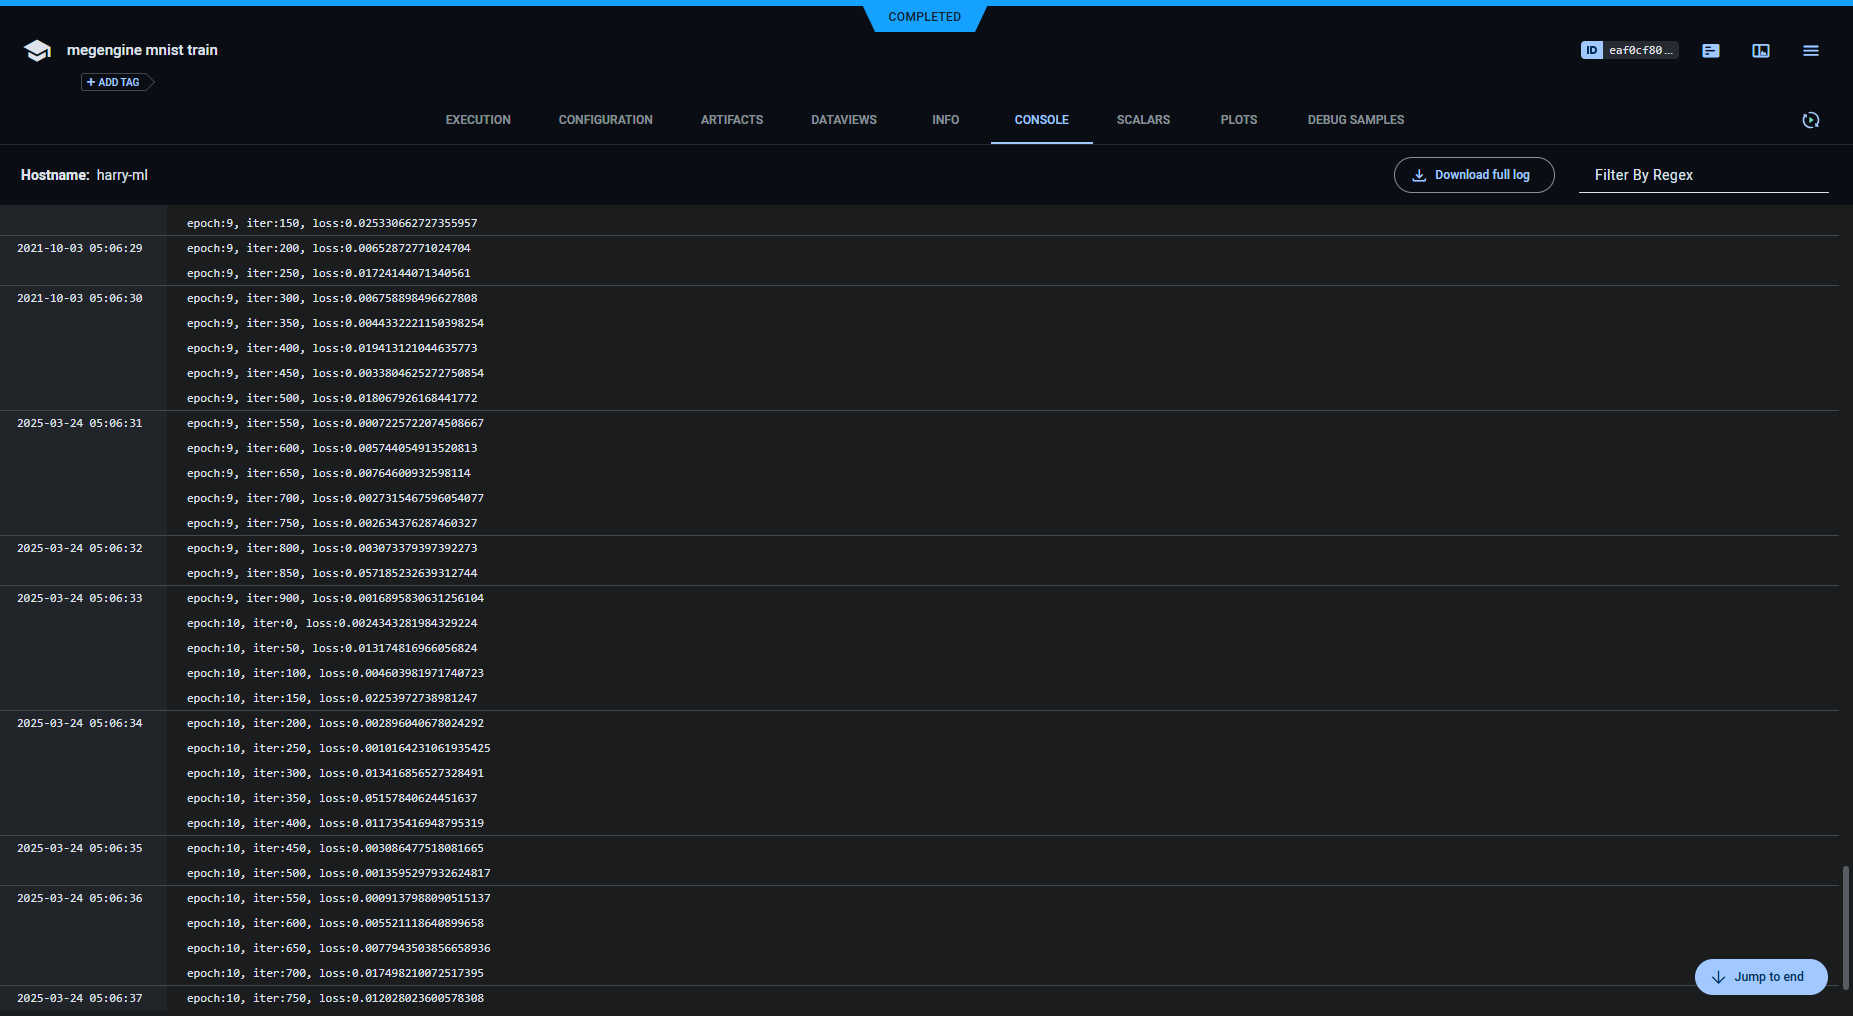 COMPLETED
megengine mnist train
ID eaf0cf80...
+ ADD TAG
EXECUTION CONFIGURATION ARTIFACTS DATAVIEWS INFO CONSOLE SCALARS PLOTS DEBUG SAMPLES
Hostname: harry-ml
Download full log
Filter By Regex
epoch:9, iter:150, loss:0.025330662727355957
2021-10-03 05:06:29 epoch:9, iter:200, loss:0.00652872771024704
epoch:9, iter:250, loss:0.01724144071340561
2021-10-03 05:06:30 epoch:9, iter:300, loss:0.006758898496627808
epoch:9, iter:350, loss:0.0044332221150398254
epoch:9, iter:400, loss:0.019413121044635773
epoch:9, iter:450, loss:0.0033804625272750854
epoch:9, iter:500, loss:0.018067926168441772
2025-03-24 05:06:31 epoch:9, iter:550, loss:0.0007225722074508667
epoch:9, iter:600, loss:0.005744054913520813
epoch:9, iter:650, loss:0.00764600932598114
epoch:9, iter:700, loss:0.0027315467596054077
epoch:9, iter:750, loss:0.002634376287460327
2025-03-24 05:06:32 epoch:9, iter:800, loss:0.003073379397392273
epoch:9, iter:850, loss:0.057185232639312744
2025-03-24 05:06:33 epoch:9, iter:900, loss:0.0016895830631256104
epoch:10, iter:0, loss:0.0024343281984329224
epoch:10, iter:50, loss:0.013174816966056824
epoch:10, iter:100, loss:0.004603981971740723
epoch:10, iter:150, loss:0.02253972738981247
2025-03-24 05:06:34 epoch:10, iter:200, loss:0.002896040678024292
epoch:10, iter:250, loss:0.0010164231061935425
epoch:10, iter:300, loss:0.013416856527328491
epoch:10, iter:350, loss:0.05157840624451637
epoch:10, iter:400, loss:0.011735416948795319
2025-03-24 05:06:35 epoch:10, iter:450, loss:0.003086477518081665
epoch:10, iter:500, loss:0.0013595297932624817
2025-03-24 05:06:36 epoch:10, iter:550, loss:0.0009137988090515137
epoch:10, iter:600, loss:0.005521118640899658
epoch:10, iter:650, loss:0.0077943503856658936
epoch:10, iter:700, loss:0.017498210072517395
Jump to end
2025-03-24 05:06:37 epoch:10, iter:750, loss:0.012028023600578308